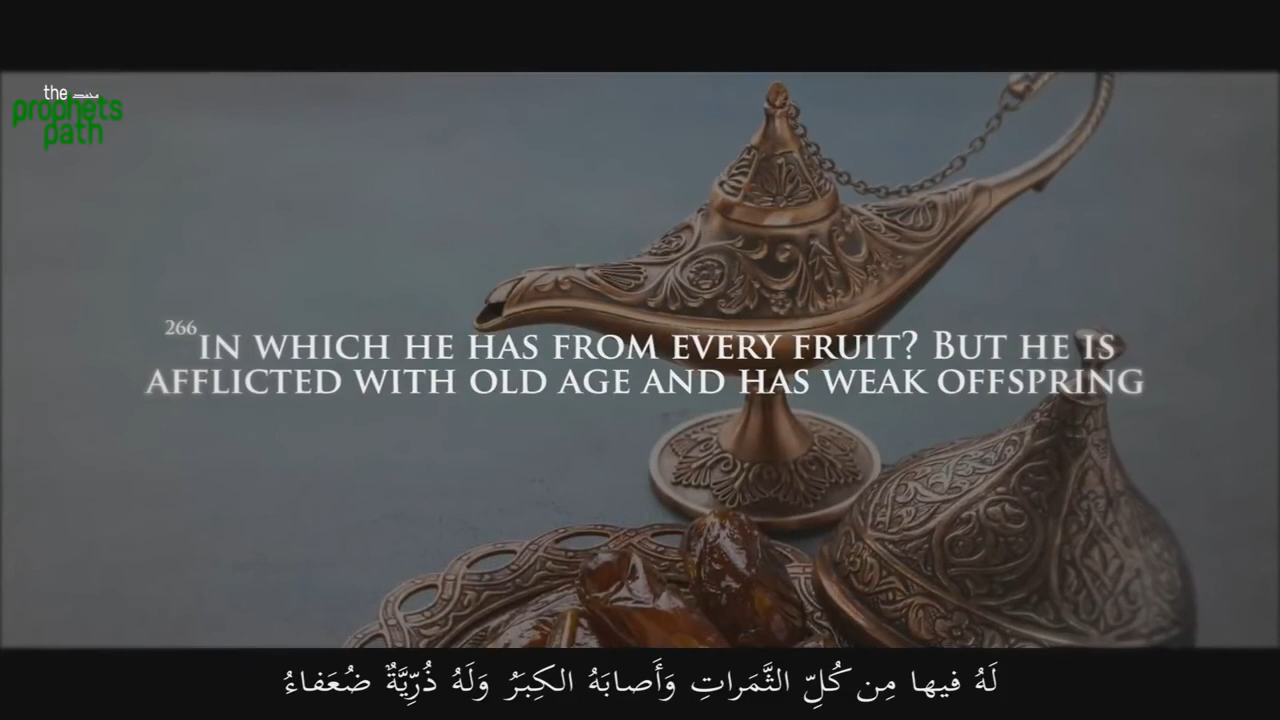 the
prophets
path
266 IN WHICH HE HAS FROM EVERY FRUIT? BUT HE IS
AFFLICTED WITH OLD AGE AND HAS WEAK OFFSPRING
لَهُ فيها مِن كُلِّ الثَّمَراتِ وَأَصابَهُ الكِبَرُ وَلَهُ ذُرِّيَّةٌ ضُعَفاءُ